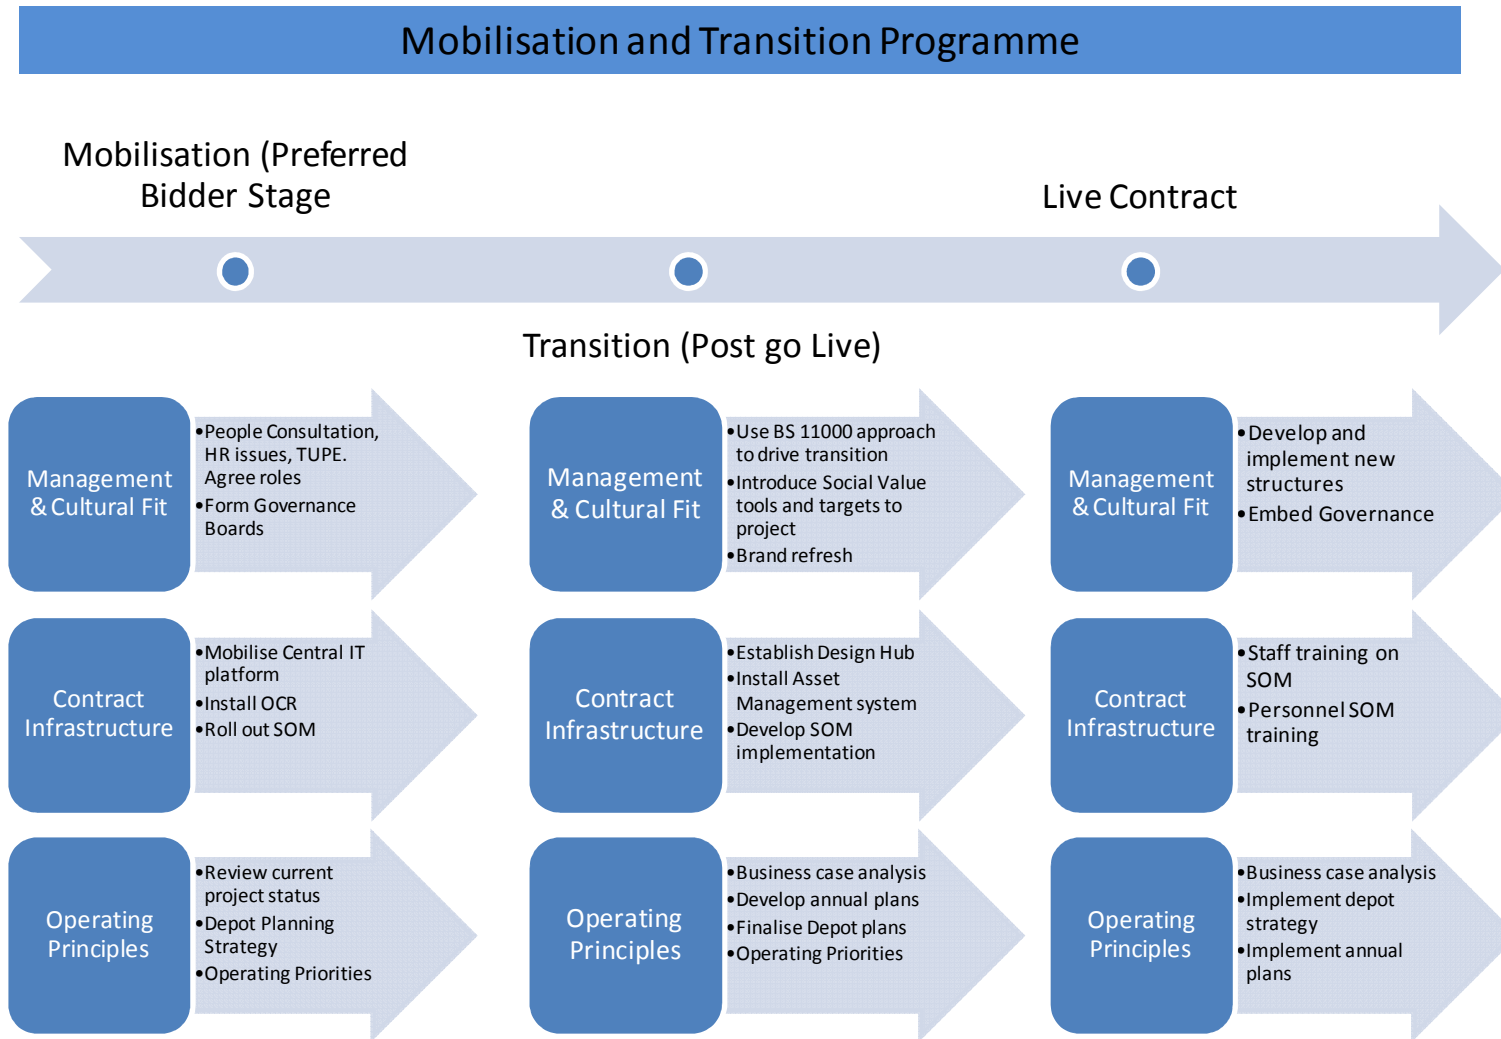 Mobilisation and Transition Programme
Mobilisation (Preferred
Bidder Stage
Live Contract
Transition (Post go Live)
Management
& Cultural Fit
•People Consultation,
HR issues, TUPE.
Agree roles
•Form Governance
Boards
Management
& Cultural Fit
•Use BS 11000 approach
to drive transition
•Introduce Social Value
tools and targets to
project
•Brand refresh
Management
& Cultural Fit
•Develop and
implement new
structures
•Embed Governance
Contract
Infrastructure
•Mobilise Central IT
platform
•Install OCR
•Roll out SOM
Contract
Infrastructure
•Establish Design Hub
•Install Asset
Management system
•Develop SOM
implementation
Contract
Infrastructure
•Staff training on
SOM
•Personnel SOM
training
Operating
Principles
•Review current
project status
•Depot Planning
Strategy
•Operating Priorities
Operating
Principles
•Business case analysis
•Develop annual plans
•Finalise Depot plans
•Operating Priorities
Operating
Principles
•Business case analysis
•Implement depot
strategy
•Implement annual
plans